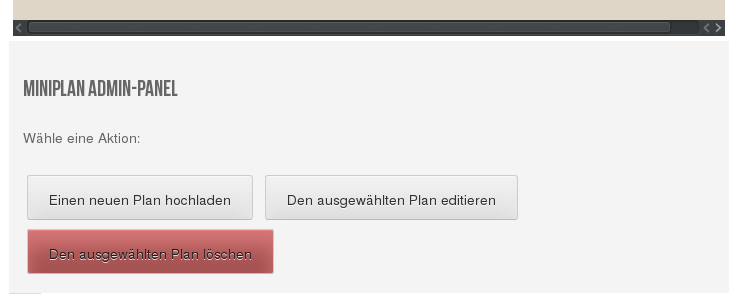 MINIPLAN ADMIN-PANEL
Wähle eine Aktion:
Einen neuen Plan hochladen
Den ausgewählten Plan editieren
Den ausgewählten Plan löschen